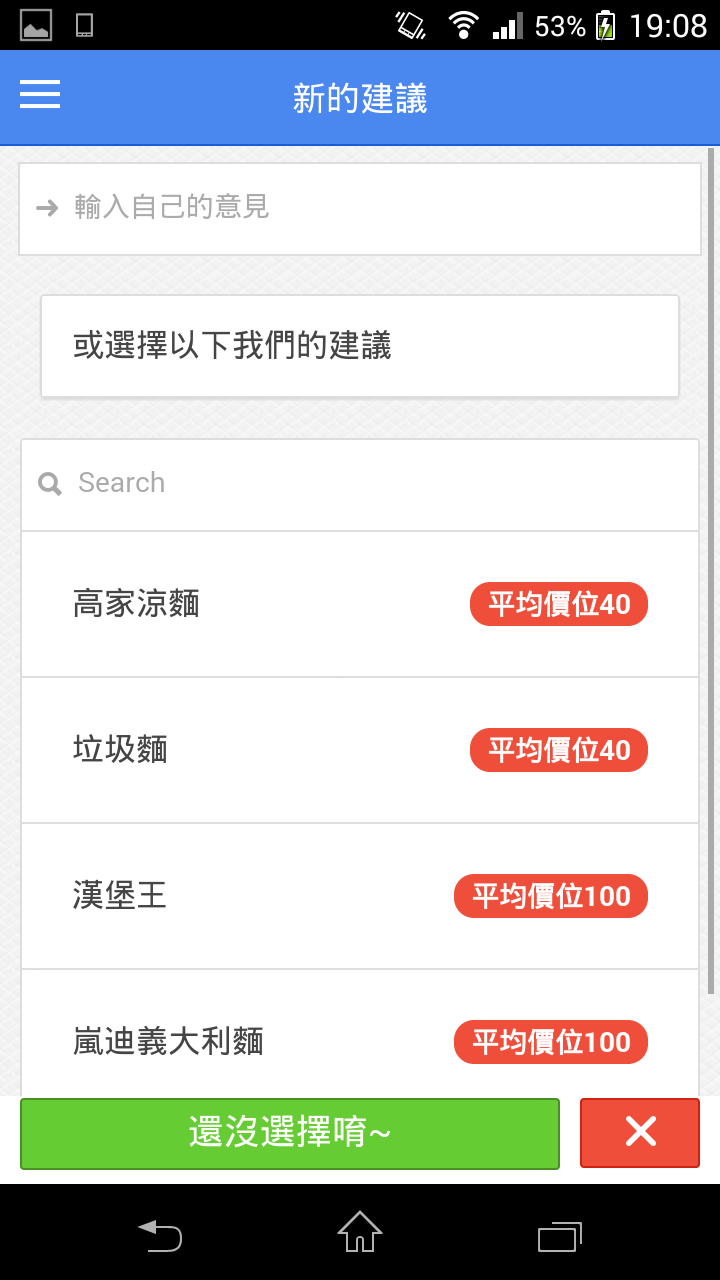 53% 19:08
新的建議
輸入自己的意見
或選擇以下我們的建議
Search
高家涼麵 平均價位40
垃圾麵 平均價位40
漢堡王 平均價位100
嵐迪義大利麵 平均價位100
還沒選擇唷~